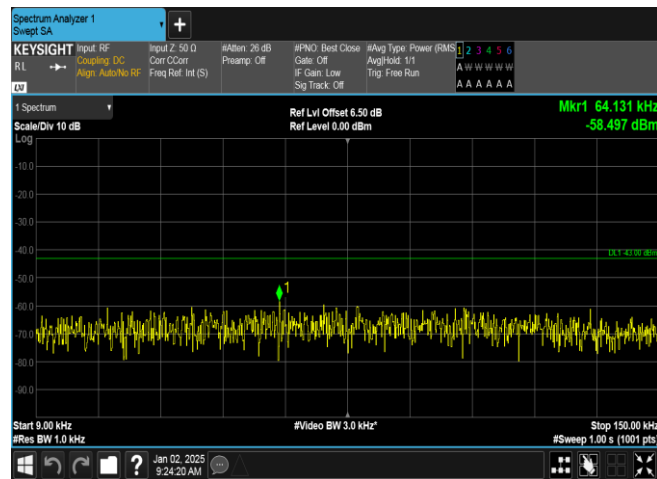 Spectrum Analyzer 1
Swept SA
+
KEYSIGHT
RL
LXI
Input: RF
Coupling: DC
Align: Auto/No RF
Input Z: 50 Ω
Corr CCorr
Freq Ref: Int (S)
#Atten: 26 dB
Preamp: Off
#PNO: Best Close
Gate: Off
IF Gain: Low
Sig Track: Off
#Avg Type: Power (RMS
Avg|Hold: 1/1
Trig: Free Run
1 2 3 4 5 6
A W W W W W
A A A A A A
1 Spectrum
Scale/Div 10 dB
Log
Ref Lvl Offset 6.50 dB
Ref Level 0.00 dBm
Mkr1 64.131 kHz
-58.497 dBm
-10.0
-20.0
-30.0
-40.0
DL1 -43.00 dBm
-50.0
1
-60.0
-70.0
-80.0
-90.0
Start 9.00 kHz
#Res BW 1.0 kHz
#Video BW 3.0 kHz*
Stop 150.00 kHz
#Sweep 1.00 s (1001 pts)
?
Jan 02, 2025
9:24:20 AM